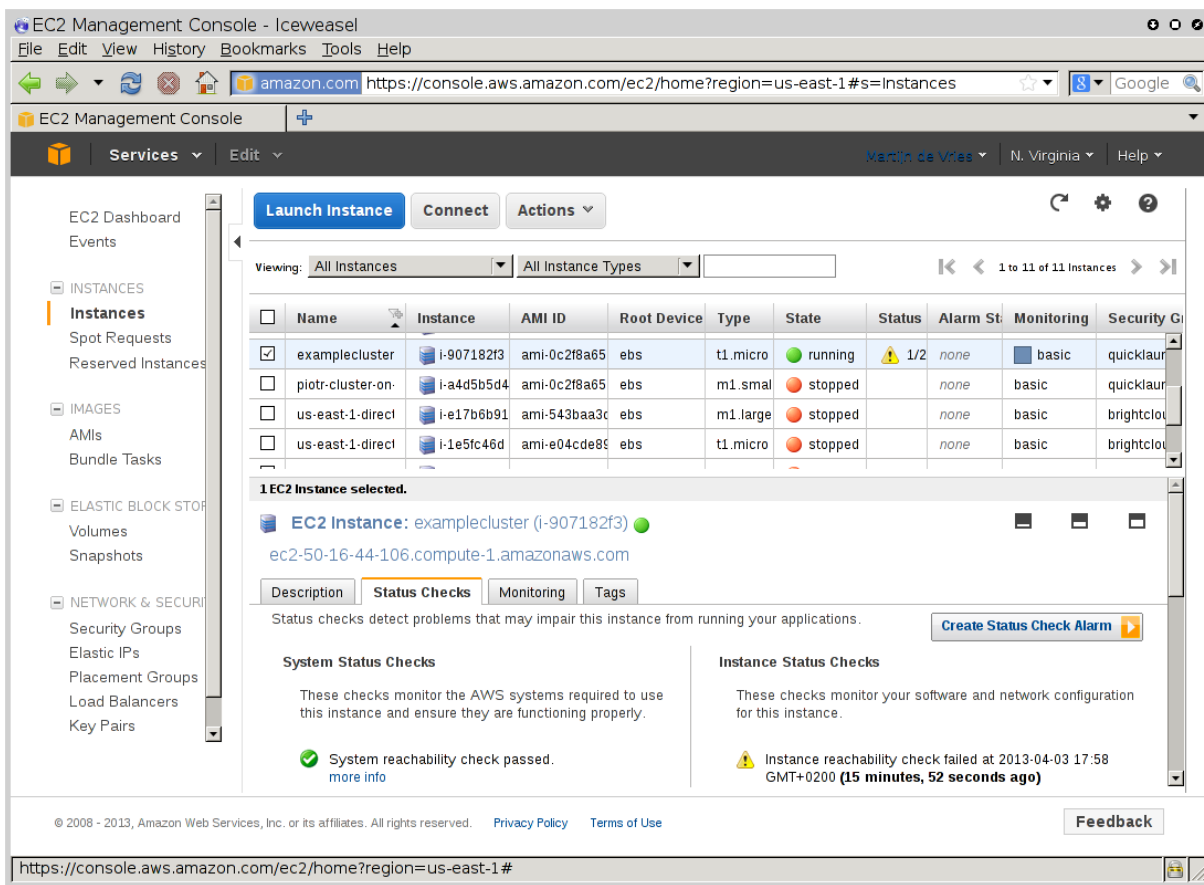 EC2 Management Console - Iceweasel
File Edit View History Bookmarks Tools Help
amazon.com https://console.aws.amazon.com/ec2/home?region=us-east-1#s=Instances Google
EC2 Management Console
Services Edit Martijn de Vries N. Virginia Help
EC2 Dashboard
Events
INSTANCES
Instances
Spot Requests
Reserved Instances
IMAGES
AMIs
Bundle Tasks
ELASTIC BLOCK STOR
Volumes
Snapshots
NETWORK & SECURI
Security Groups
Elastic IPs
Placement Groups
Load Balancers
Key Pairs
Launch Instance Connect Actions
Viewing: All Instances All Instance Types 1 to 11 of 11 Instances
Name Instance AMI ID Root Device Type State Status Alarm St Monitoring Security G
examplecluster i-907182f3 ami-0c2f8a65 ebs t1.micro running 1/2 none basic quicklaun
piotr-cluster-on- i-a4d5b5d4 ami-0c2f8a65 ebs m1.smal stopped none basic quicklaun
us-east-1-direct i-e17b6b91 ami-543baa3d ebs m1.large stopped none basic brightclou
us-east-1-direct i-1e5fc46d ami-e04cde89 ebs t1.micro stopped none basic brightclou
1 EC2 Instance selected.
EC2 Instance: examplecluster (i-907182f3)
ec2-50-16-44-106.compute-1.amazonaws.com
Description Status Checks Monitoring Tags
Status checks detect problems that may impair this instance from running your applications.
Create Status Check Alarm
System Status Checks
These checks monitor the AWS systems required to use
this instance and ensure they are functioning properly.
System reachability check passed.
more info
Instance Status Checks
These checks monitor your software and network configuration
for this instance.
Instance reachability check failed at 2013-04-03 17:58
GMT+0200 (15 minutes, 52 seconds ago)
© 2008 - 2013, Amazon Web Services, Inc. or its affiliates. All rights reserved. Privacy Policy Terms of Use Feedback
https://console.aws.amazon.com/ec2/home?region=us-east-1#